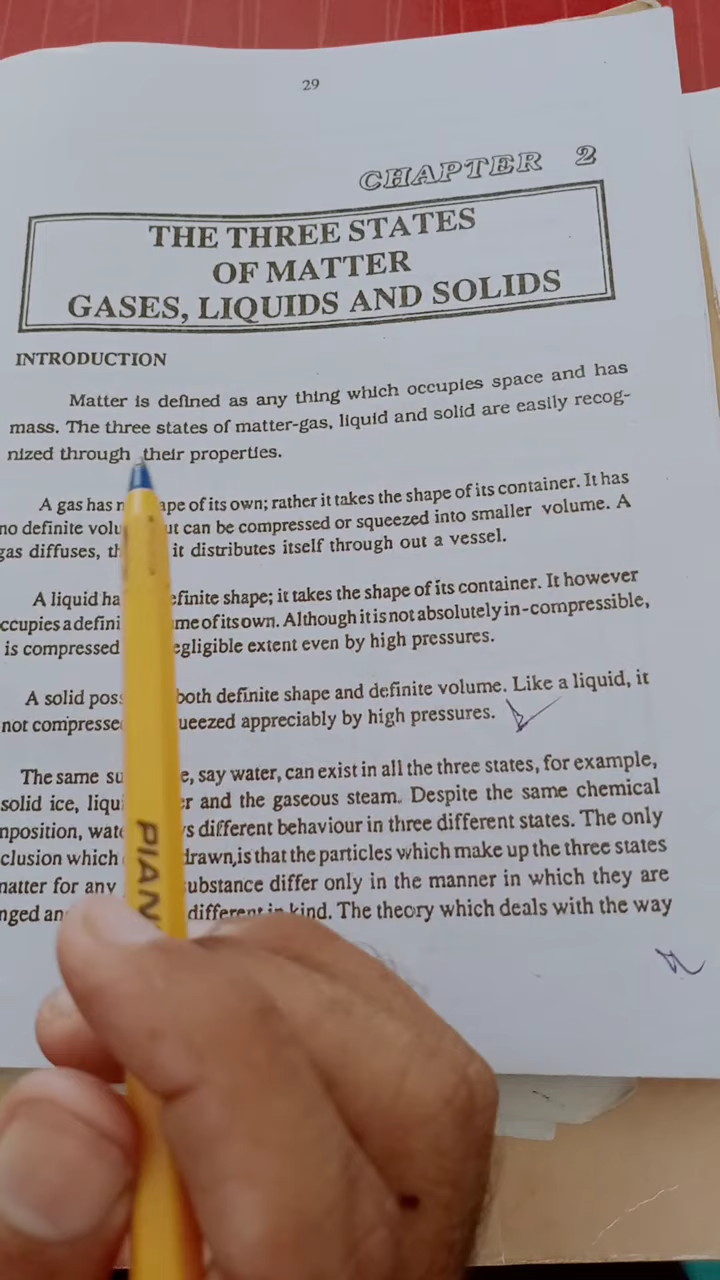 29
CHAPTER 2
THE THREE STATES
OF MATTER
GASES, LIQUIDS AND SOLIDS
INTRODUCTION
Matter is defined as any thing which occupies space and has
mass. The three states of matter-gas, liquid and solid are easily recog-
nized through their properties.
A gas has ape of its own; rather it takes the shape of its container. It has
no definite volu ut can be compressed or squeezed into smaller volume. A
gas diffuses, it distributes itself through out a vessel.
A liquid ha efinite shape; it takes the shape of its container. It however
ccupies a defini me of its own. Although it is not absolutely in-compressible,
is compressed egligible extent even by high pressures.
A solid pos both definite shape and definite volume. Like a liquid, it
not compresse ueezed appreciably by high pressures.
The same su e, say water, can exist in all the three states, for example,
solid ice, liqu er and the gaseous steam. Despite the same chemical
mposition, wate s different behaviour in three different states. The only
clusion which drawn, is that the particles which make up the three states
matter for any ubstance differ only in the manner in which they are
nged an different in kind. The theory which deals with the way
PIAN